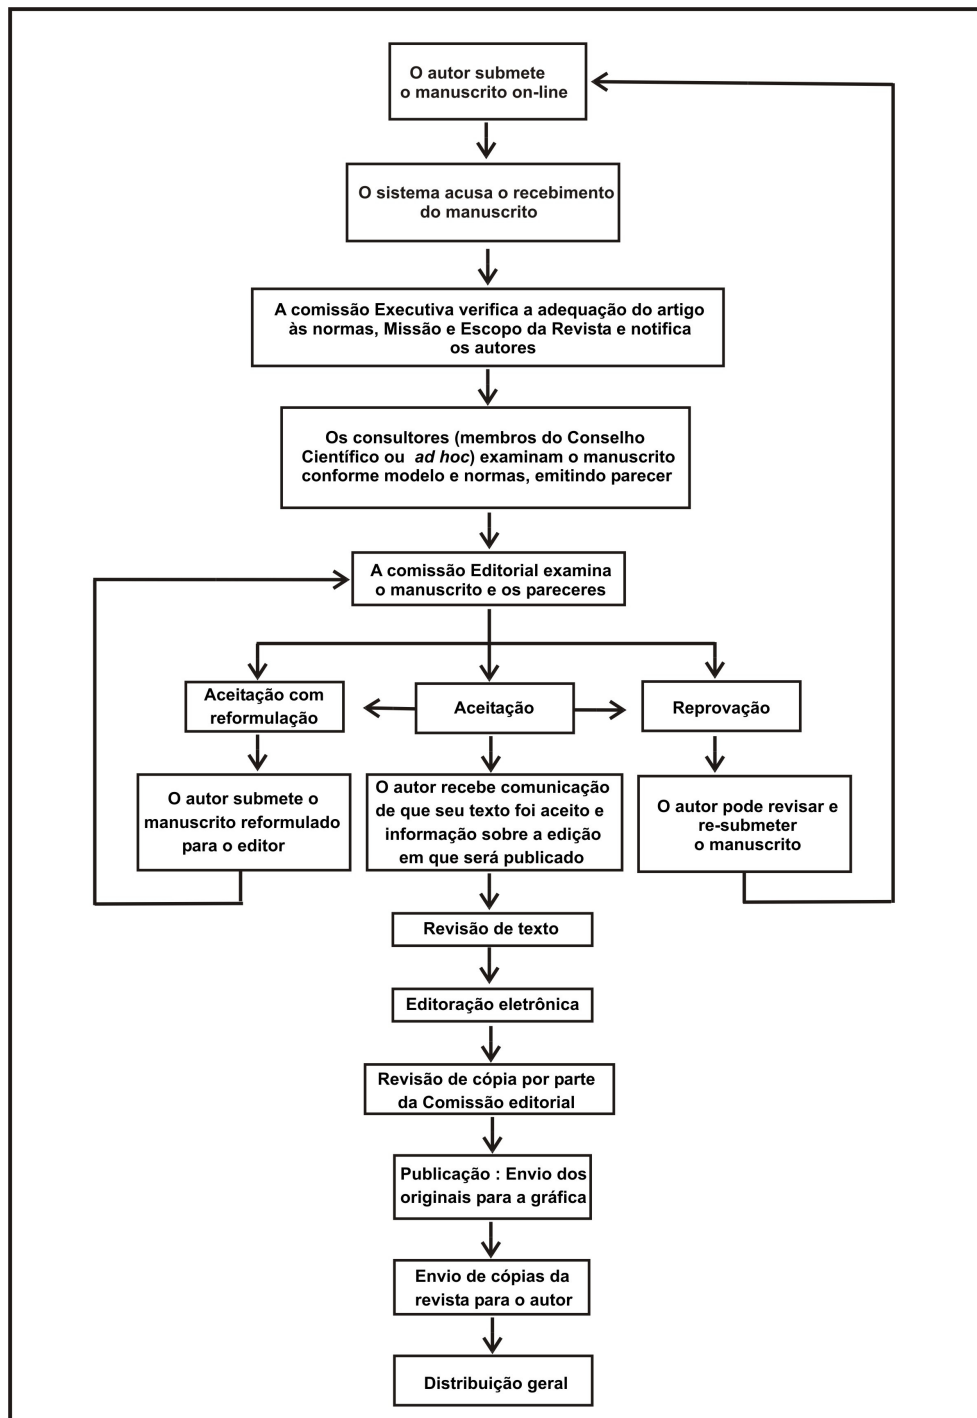 O autor submete
o manuscrito on-line
O sistema acusa o recebimento
do manuscrito
A comissão Executiva verifica a adequação do artigo
às normas, Missão e Escopo da Revista e notifica
os autores
Os consultores (membros do Conselho
Científico ou ad hoc) examinam o manuscrito
conforme modelo e normas, emitindo parecer
A comissão Editorial examina
o manuscrito e os pareceres
Aceitação com
reformulação
Aceitação
Reprovação
O autor submete o
manuscrito reformulado
para o editor
O autor recebe comunicação
de que seu texto foi aceito e
informação sobre a edição
em que será publicado
O autor pode revisar e
re-submeter
o manuscrito
Revisão de texto
Editoração eletrônica
Revisão de cópia por parte
da Comissão editorial
Publicação : Envio dos
originais para a gráfica
Envio de cópias da
revista para o autor
Distribuição geral